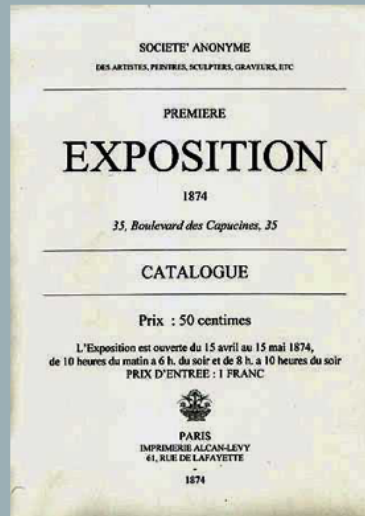 SOCIETE' ANONYME
DES ARTISTES, PEINTRES, SCULPTERS, GRAVEURS, ETC
PREMIERE
EXPOSITION
1874
35, Boulevard des Capucines, 35
CATALOGUE
Prix : 50 centimes
L'Exposition est ouverte du 15 avril au 15 mai 1874,
de 10 heures du matin a 6 h. du soir et de 8 h. a 10 heures du soir
PRIX D'ENTREE : 1 FRANC
PARIS
IMPRIMERIE ALCAN-LEVY
61, RUE DE LAFAYETTE
-
1874